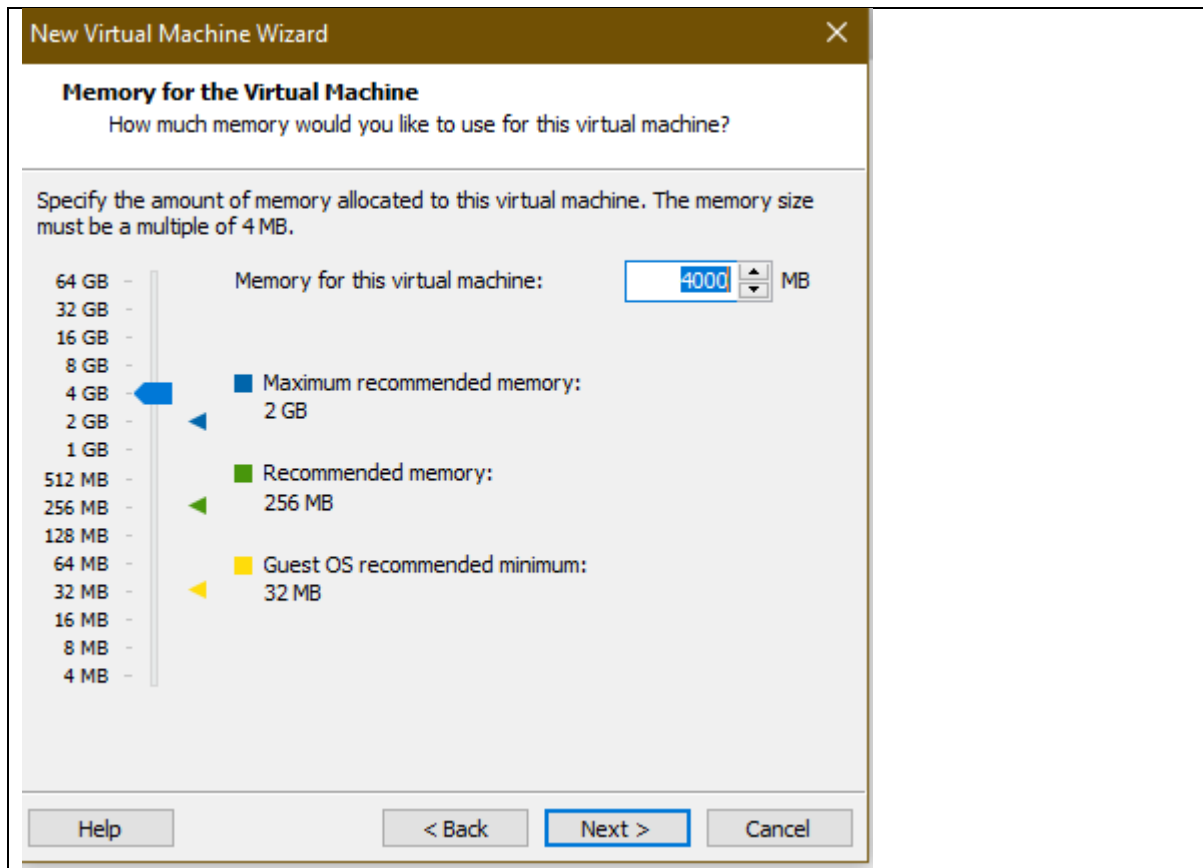 New Virtual Machine Wizard
Memory for the Virtual Machine
How much memory would you like to use for this virtual machine?
Specify the amount of memory allocated to this virtual machine. The memory size
must be a multiple of 4 MB.
64 GB
32 GB
16 GB
8 GB
4 GB
2 GB
1 GB
512 MB
256 MB
128 MB
64 MB
32 MB
16 MB
8 MB
4 MB
Memory for this virtual machine: 4000 MB
Maximum recommended memory:
2 GB
Recommended memory:
256 MB
Guest OS recommended minimum:
32 MB
Help < Back Next > Cancel